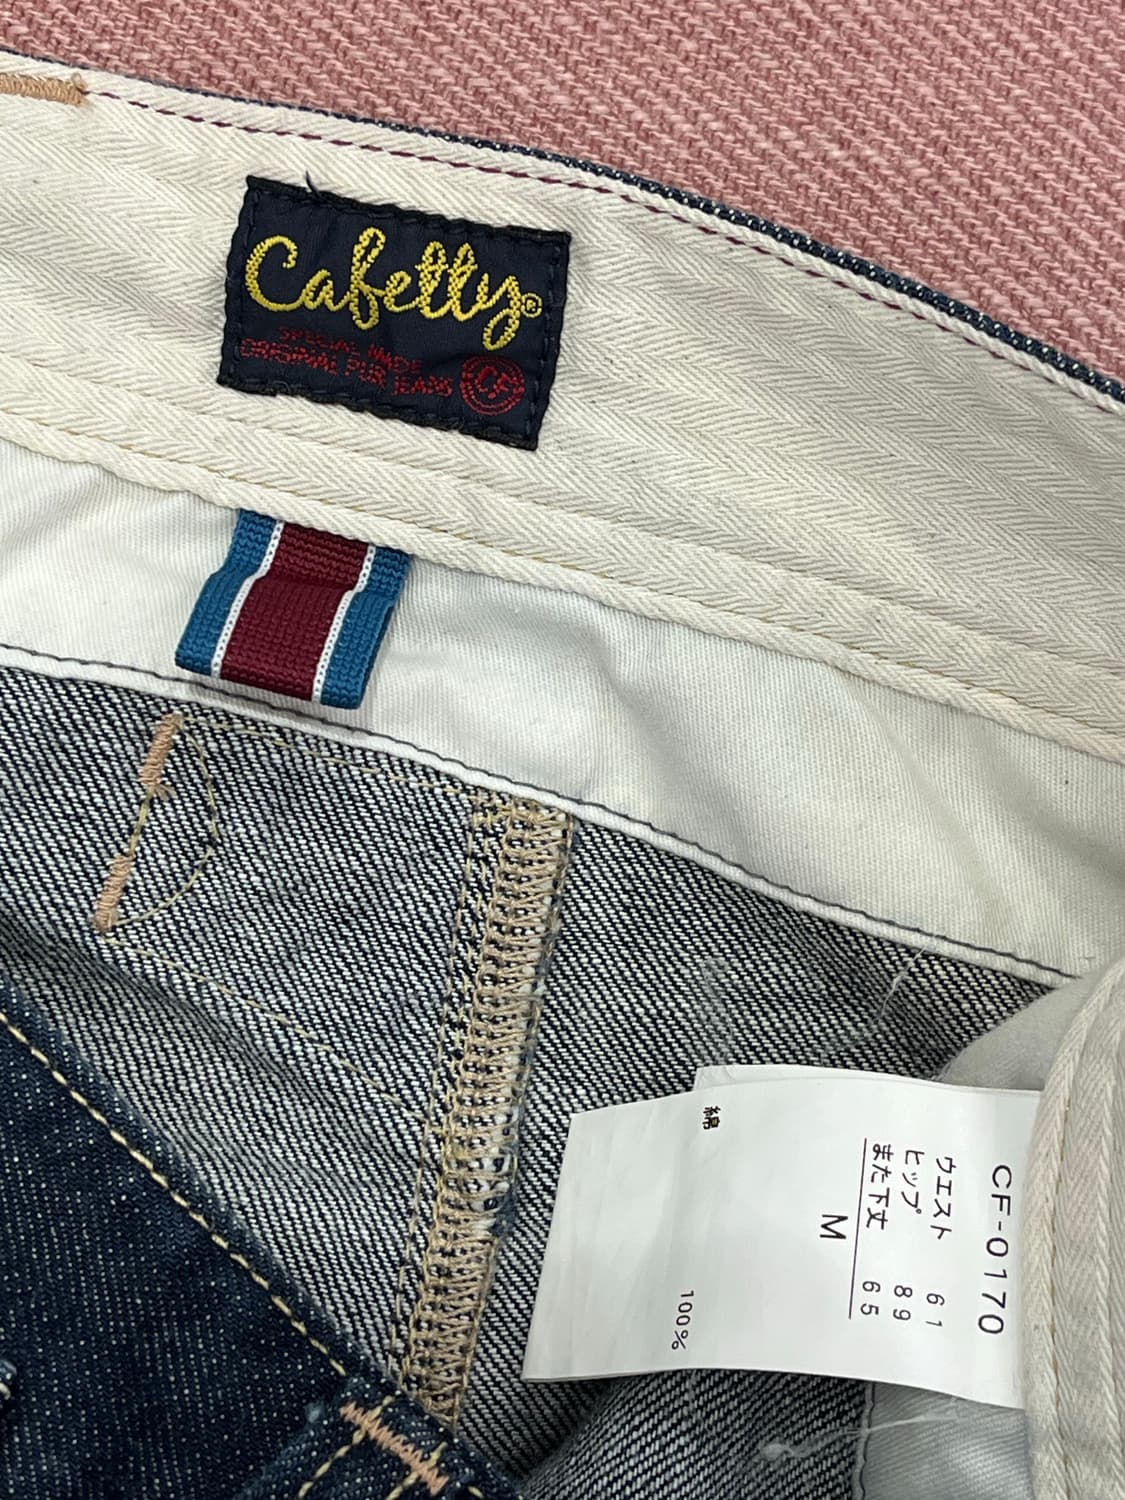 Cafetty®
SPECIAL MADE
ORIGINAL PUR JEANS
CF
CF-0170
ウエスト 61
ヒップ 89
また下丈 65
M
綿 100%